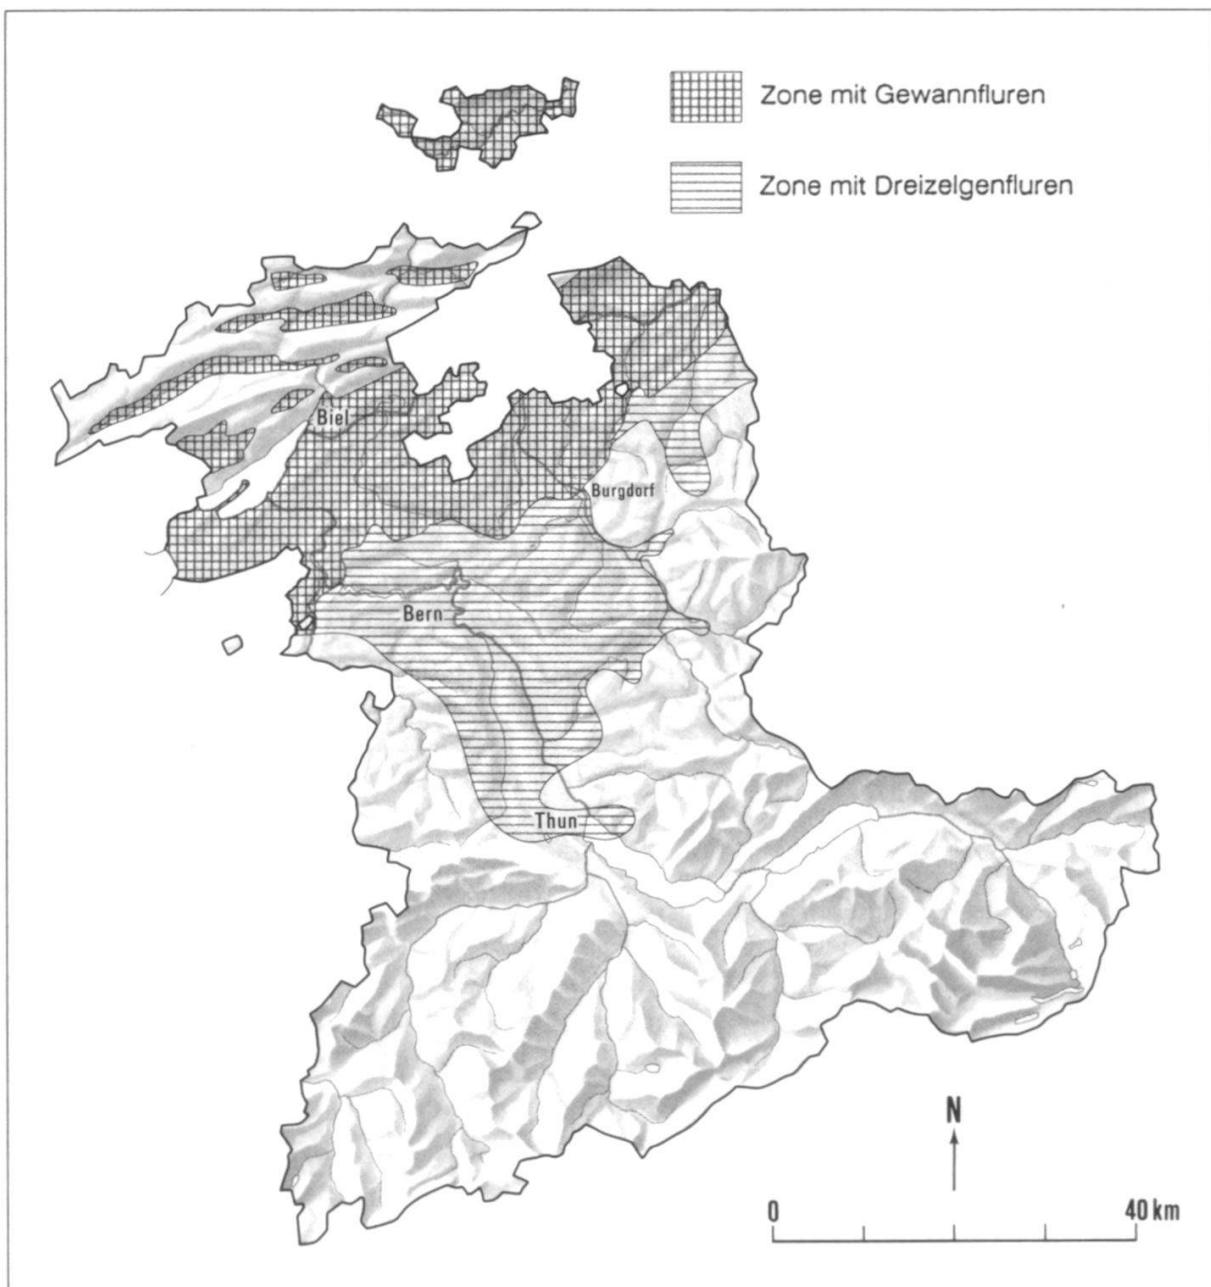 Zone mit Gewannfluren
Zone mit Dreizelgenfluren
Biel
Burgdorf
Bern
Thun
N
0
40 km